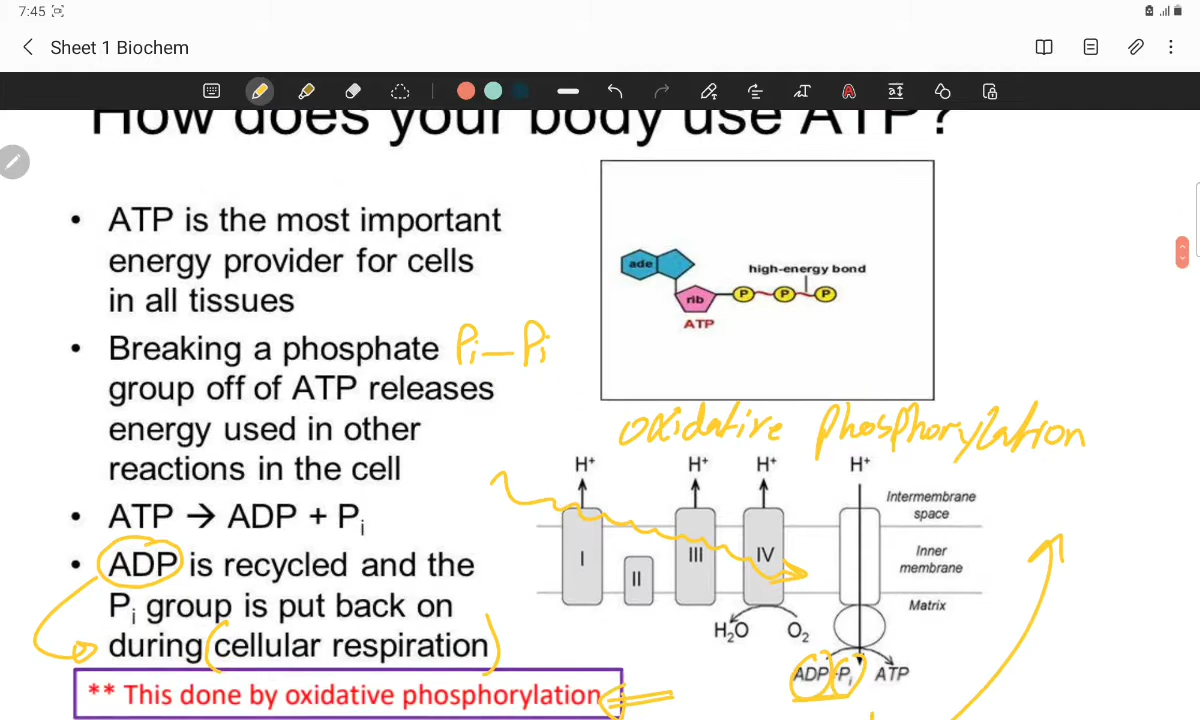 7:45
Sheet 1 Biochem
How does your body use ATP?
• ATP is the most important
energy provider for cells
in all tissues
• Breaking a phosphate Pi – Pi
group off of ATP releases
energy used in other
reactions in the cell
• ATP → ADP + Pi
• ADP is recycled and the
Pi group is put back on
during (cellular respiration)
** This done by oxidative phosphorylation
ade
high-energy bond
rib P P P
ATP
oxidative phosphorylation
H+ H+ H+ H+
Intermembrane
space
I II III IV
Inner
membrane
Matrix
H2O O2
ADP+Pi ATP